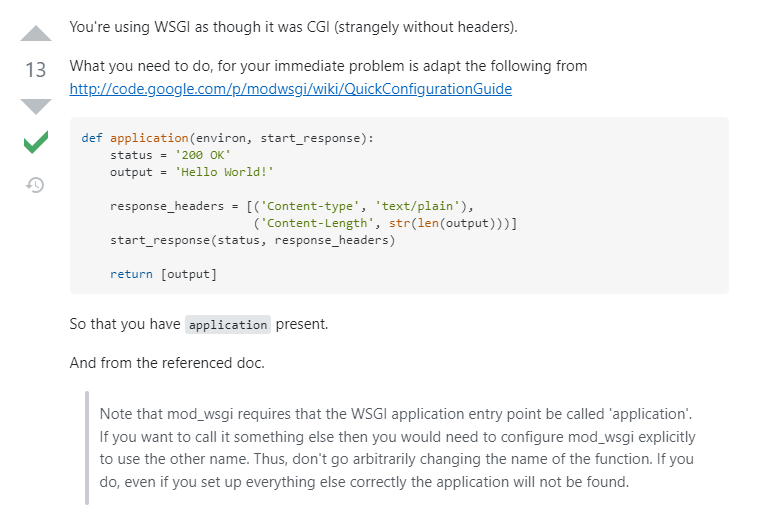 You're using WSGI as though it was CGI (strangely without headers).
13
What you need to do, for your immediate problem is adapt the following from
http://code.google.com/p/modwsgi/wiki/QuickConfigurationGuide
def application(environ, start_response):
    status = '200 OK'
    output = 'Hello World!'

    response_headers = [('Content-type', 'text/plain'),
                        ('Content-Length', str(len(output)))]
    start_response(status, response_headers)

    return [output]
So that you have application present.
And from the referenced doc.
Note that mod_wsgi requires that the WSGI application entry point be called 'application'.
If you want to call it something else then you would need to configure mod_wsgi explicitly
to use the other name. Thus, don't go arbitrarily changing the name of the function. If you
do, even if you set up everything else correctly the application will not be found.